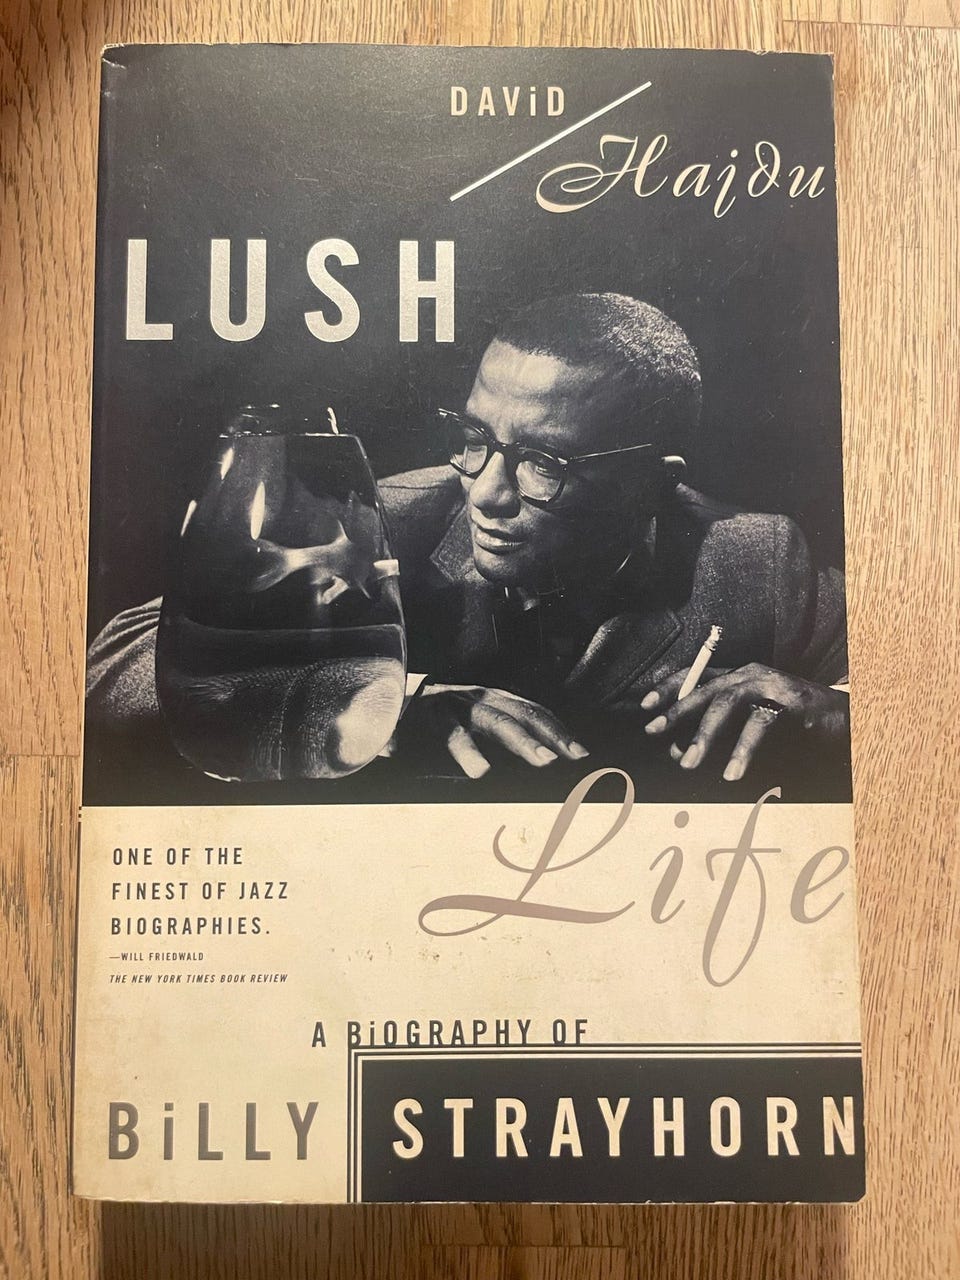 DAViD
Hajdu
LUSH
Life
ONE OF THE
FINEST OF JAZZ
BIOGRAPHIES.
—WILL FRIEDWALD
THE NEW YORK TIMES BOOK REVIEW
A BiOGRAPHY OF
BiLLY STRAYHORN